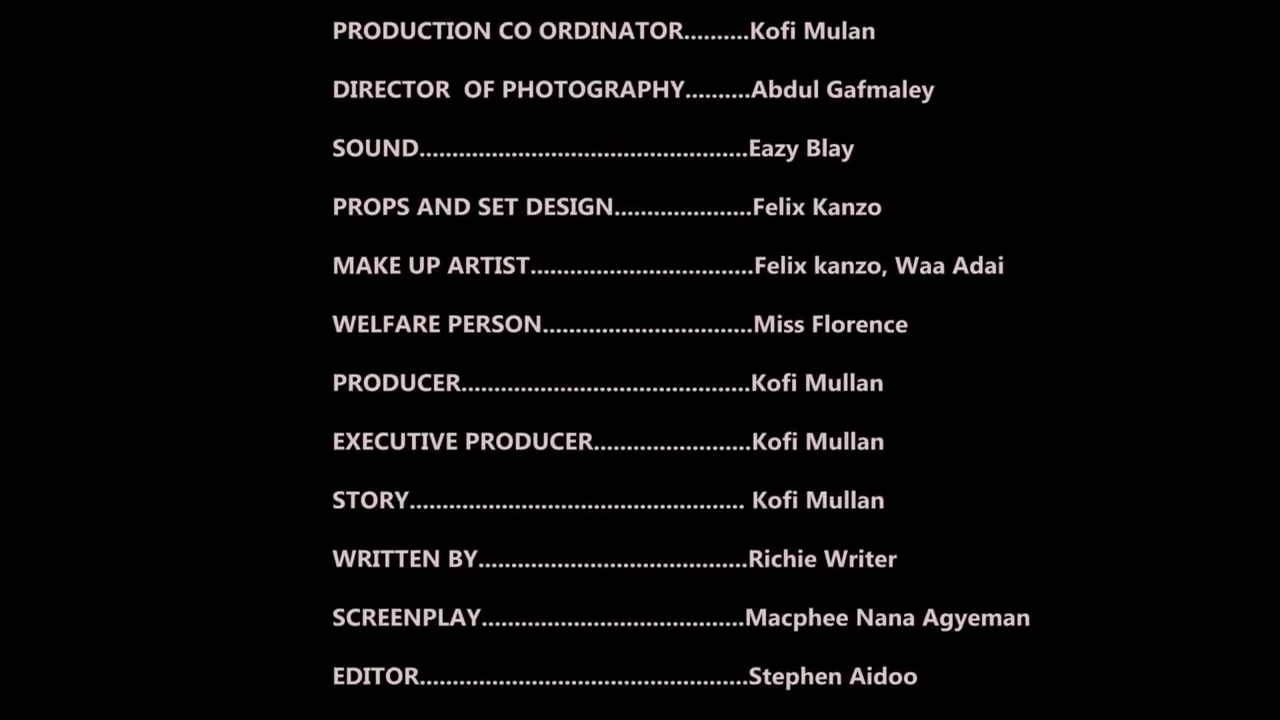 PRODUCTION CO ORDINATOR..........Kofi Mulan
DIRECTOR  OF PHOTOGRAPHY..........Abdul Gafmaley
SOUND..................................................Eazy Blay
PROPS AND SET DESIGN.....................Felix Kanzo
MAKE UP ARTIST..................................Felix kanzo, Waa Adai
WELFARE PERSON................................Miss Florence
PRODUCER............................................Kofi Mullan
EXECUTIVE PRODUCER........................Kofi Mullan
STORY................................................... Kofi Mullan
WRITTEN BY.........................................Richie Writer
SCREENPLAY........................................Macphee Nana Agyeman
EDITOR..................................................Stephen Aidoo